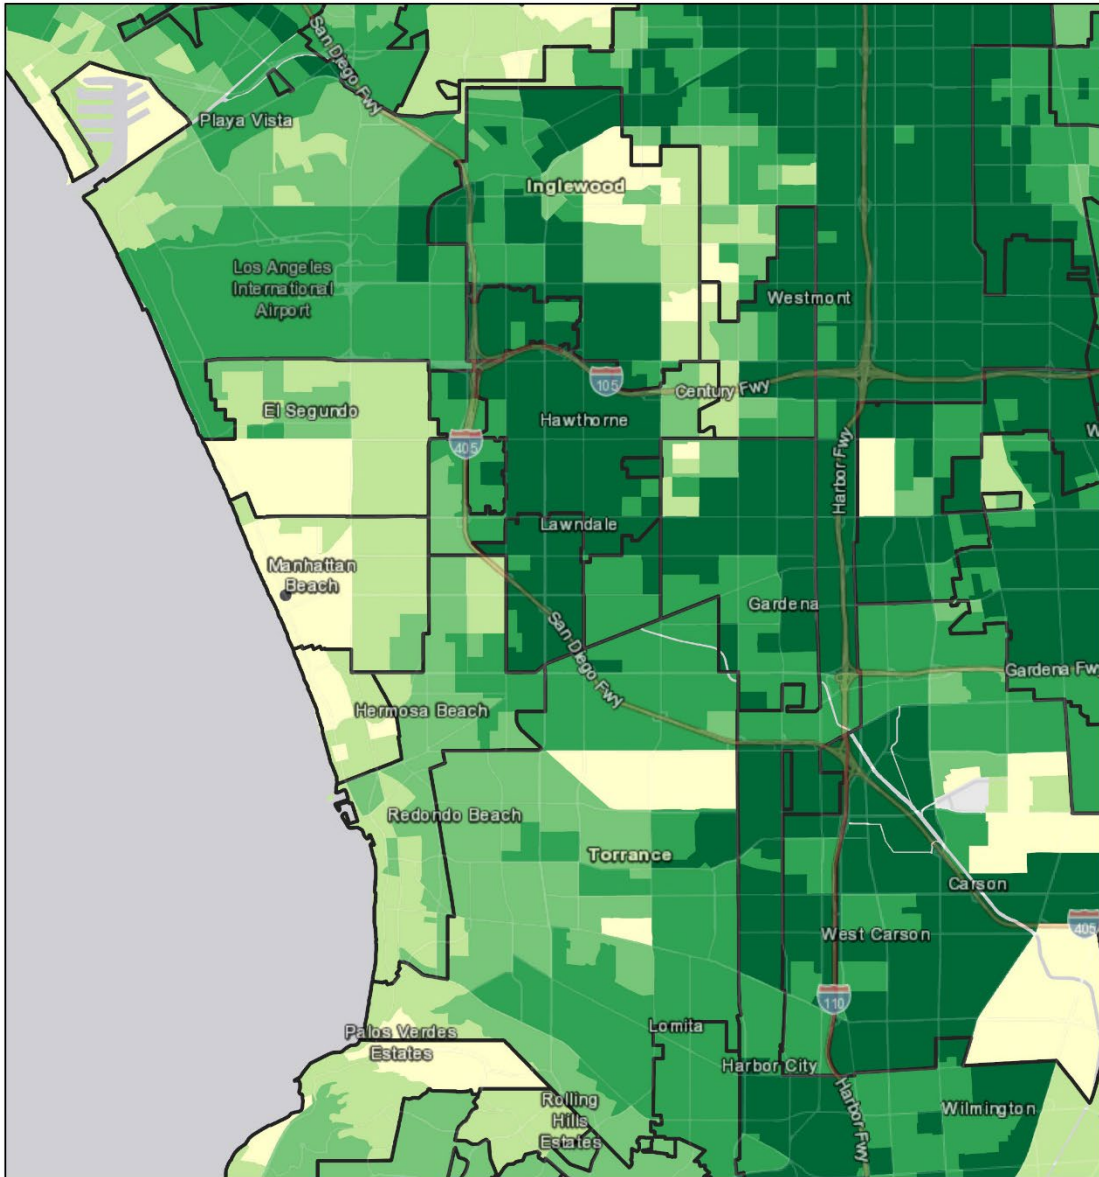 San Diego Fwy
Playa Vista
Inglewood
Los Angeles
International
Airport
Westmont
105
Century Fwy
El Segundo
Hawthorne
W
405
Harbor Fwy
Lawndale
Manhattan
Beach
Gardena
San Diego Fwy
Gardena Fwy
Hermosa Beach
Redondo Beach
Torrance
Carson
West Carson
405
110
Palos Verdes
Estates
Lomita
Harbor City
Rolling
Hills
Estates
Harbor Fwy
Wilmington